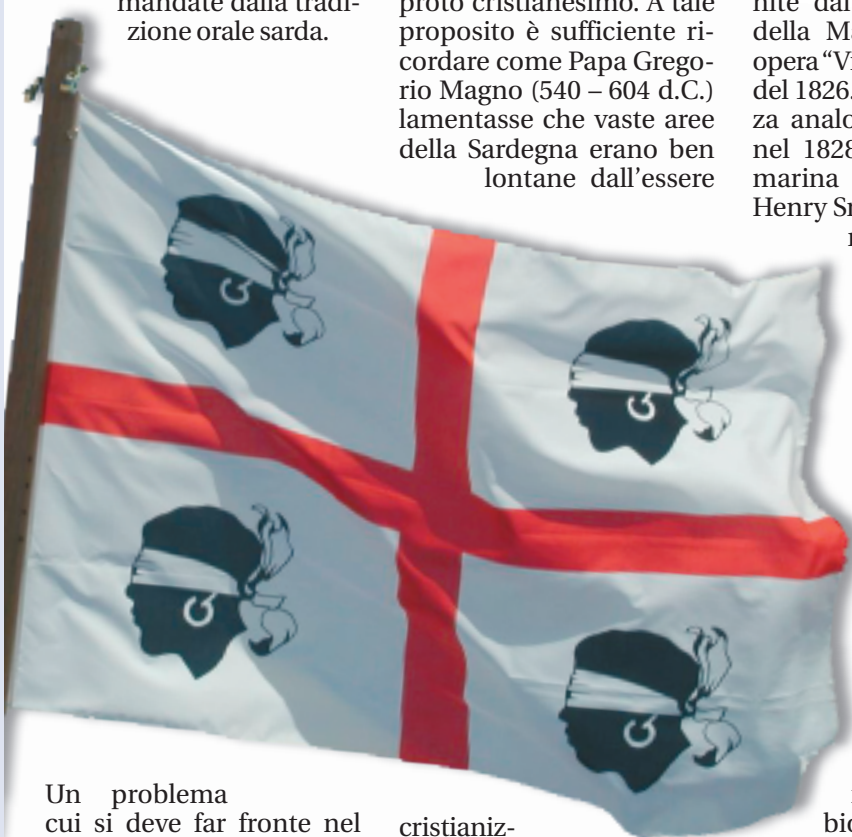 mandate dalla tradi-
zione orale sarda.
Un problema
cui si deve far fronte nel
proto cristianesimo. A tale
proposito è sufficiente ri-
cordare come Papa Grego-
rio Magno (540 – 604 d.C.)
lamentasse che vaste aree
della Sardegna erano ben
lontane dall'essere
cristianiz-
della
opera
del 1826.
nel 1828
marina
Henry